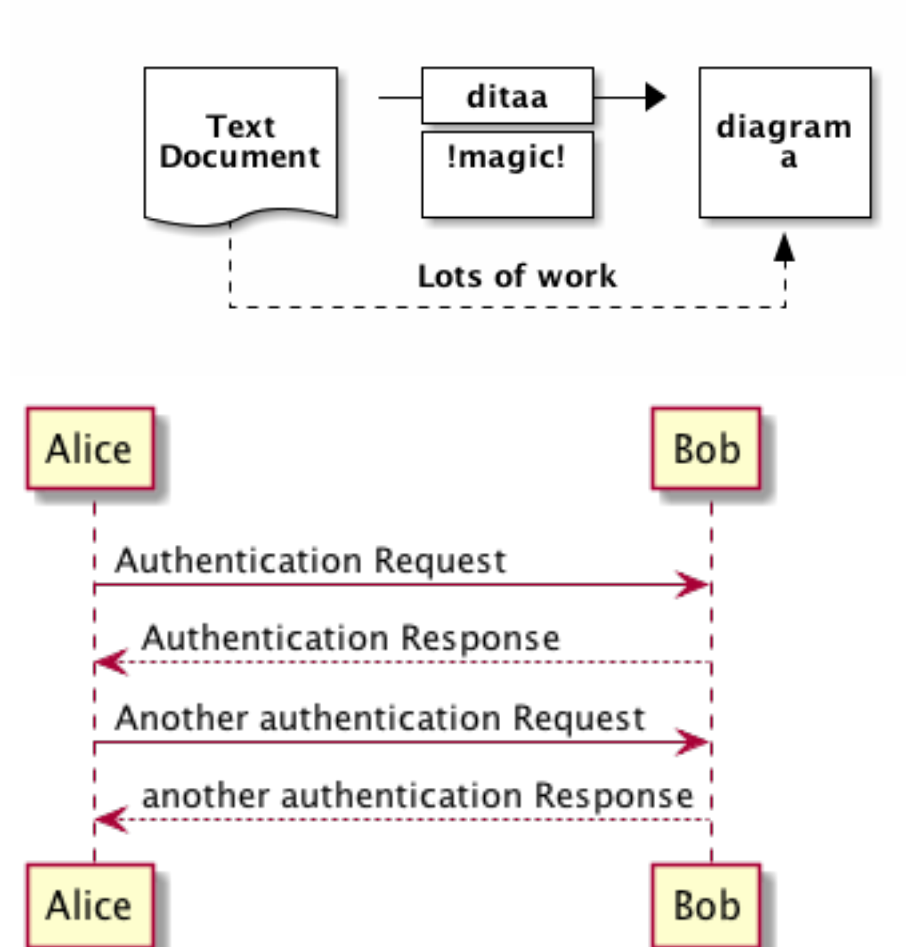 ditaa
Text
Document
!magic!
diagram
a
Lots of work
Alice
Bob
Authentication Request
Authentication Response
Another authentication Request
another authentication Response
Alice
Bob